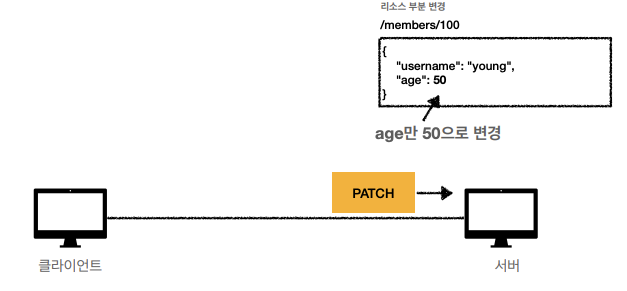 리소스 부분 변경
/members/100
{
"username": "young",
"age": 50
}
age만 50으로 변경
PATCH
클라이언트
서버